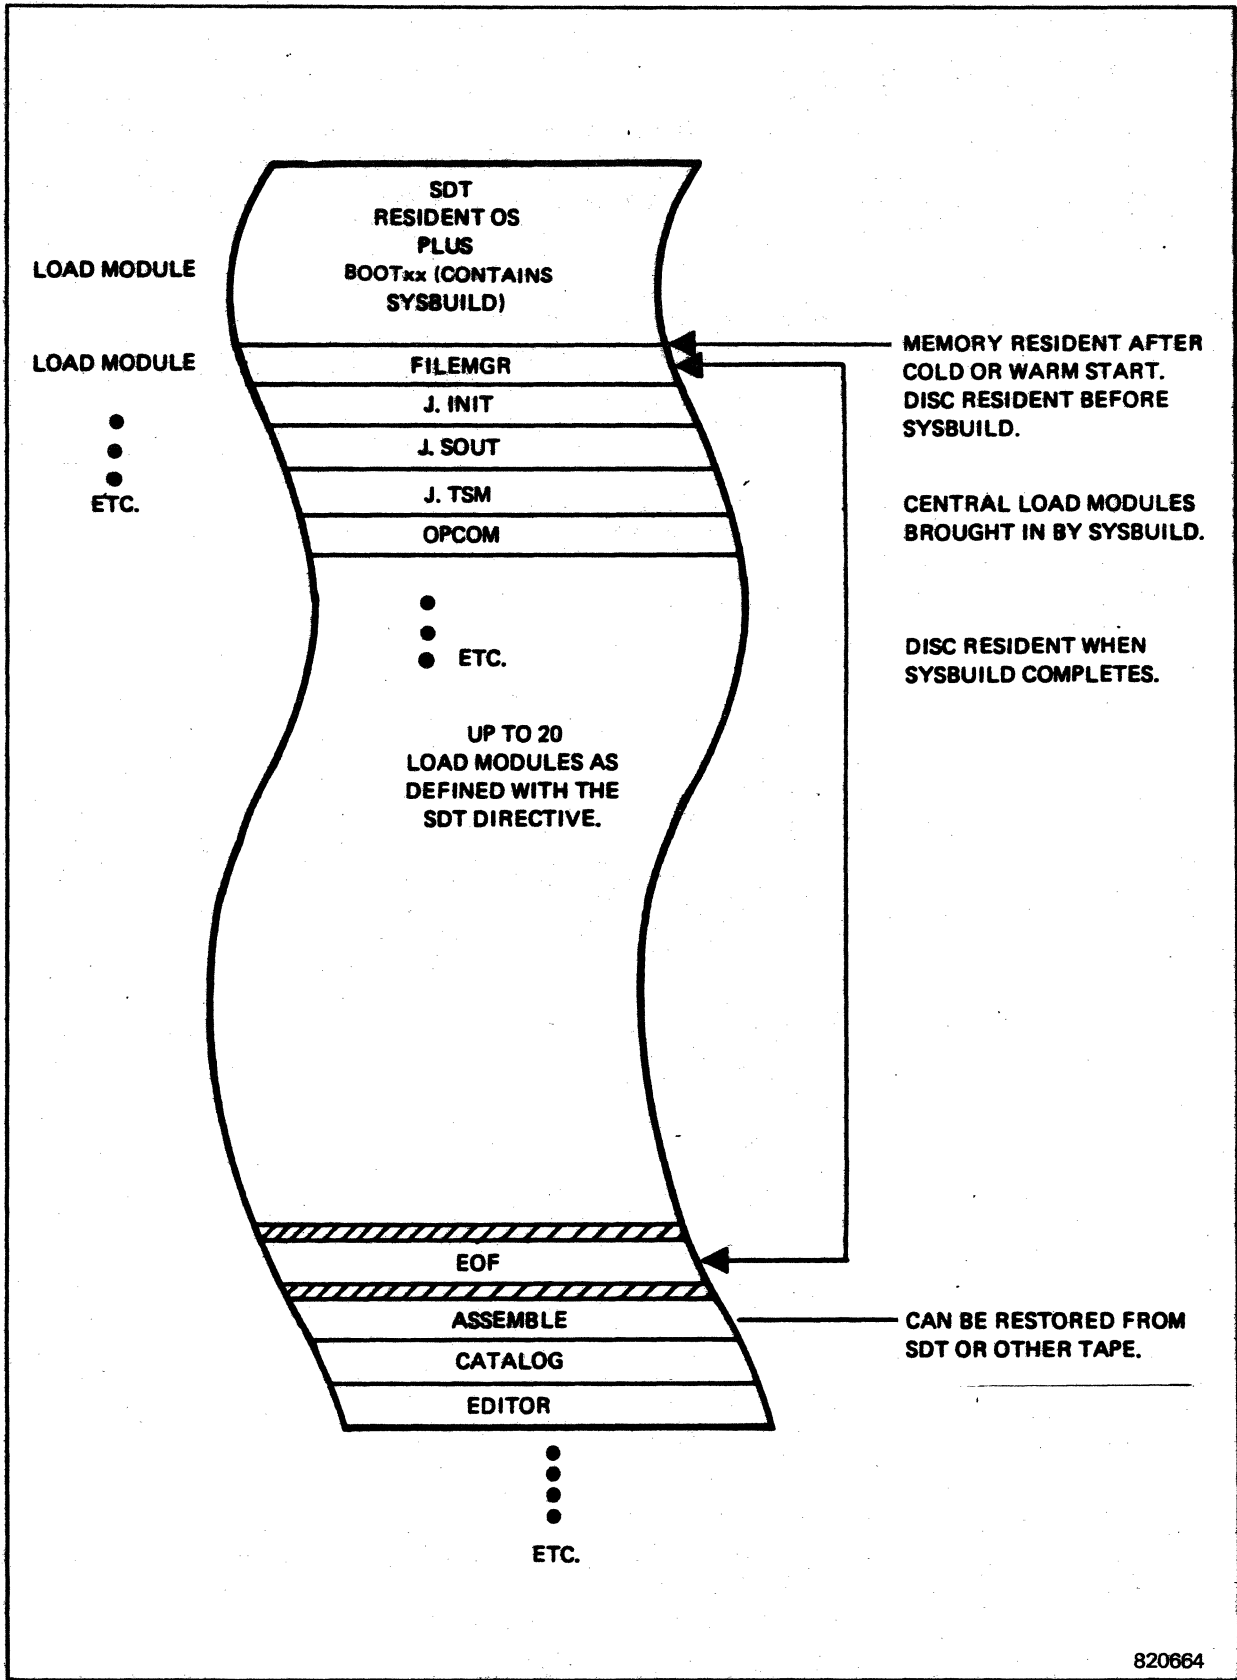 SDT
RESIDENT OS
PLUS
BOOTxx (CONTAINS
SYSBUILD)
LOAD MODULE
LOAD MODULE
ETC.
FILEMGR
J. INIT
J. SOUT
J. TSM
OPCOM
ETC.
UP TO 20
LOAD MODULES AS
DEFINED WITH THE
SDT DIRECTIVE.
MEMORY RESIDENT AFTER
COLD OR WARM START.
DISC RESIDENT BEFORE
SYSBUILD.
CENTRAL LOAD MODULES
BROUGHT IN BY SYSBUILD.
DISC RESIDENT WHEN
SYSBUILD COMPLETES.
EOF
ASSEMBLE
CATALOG
EDITOR
CAN BE RESTORED FROM
SDT OR OTHER TAPE.
ETC.
820664